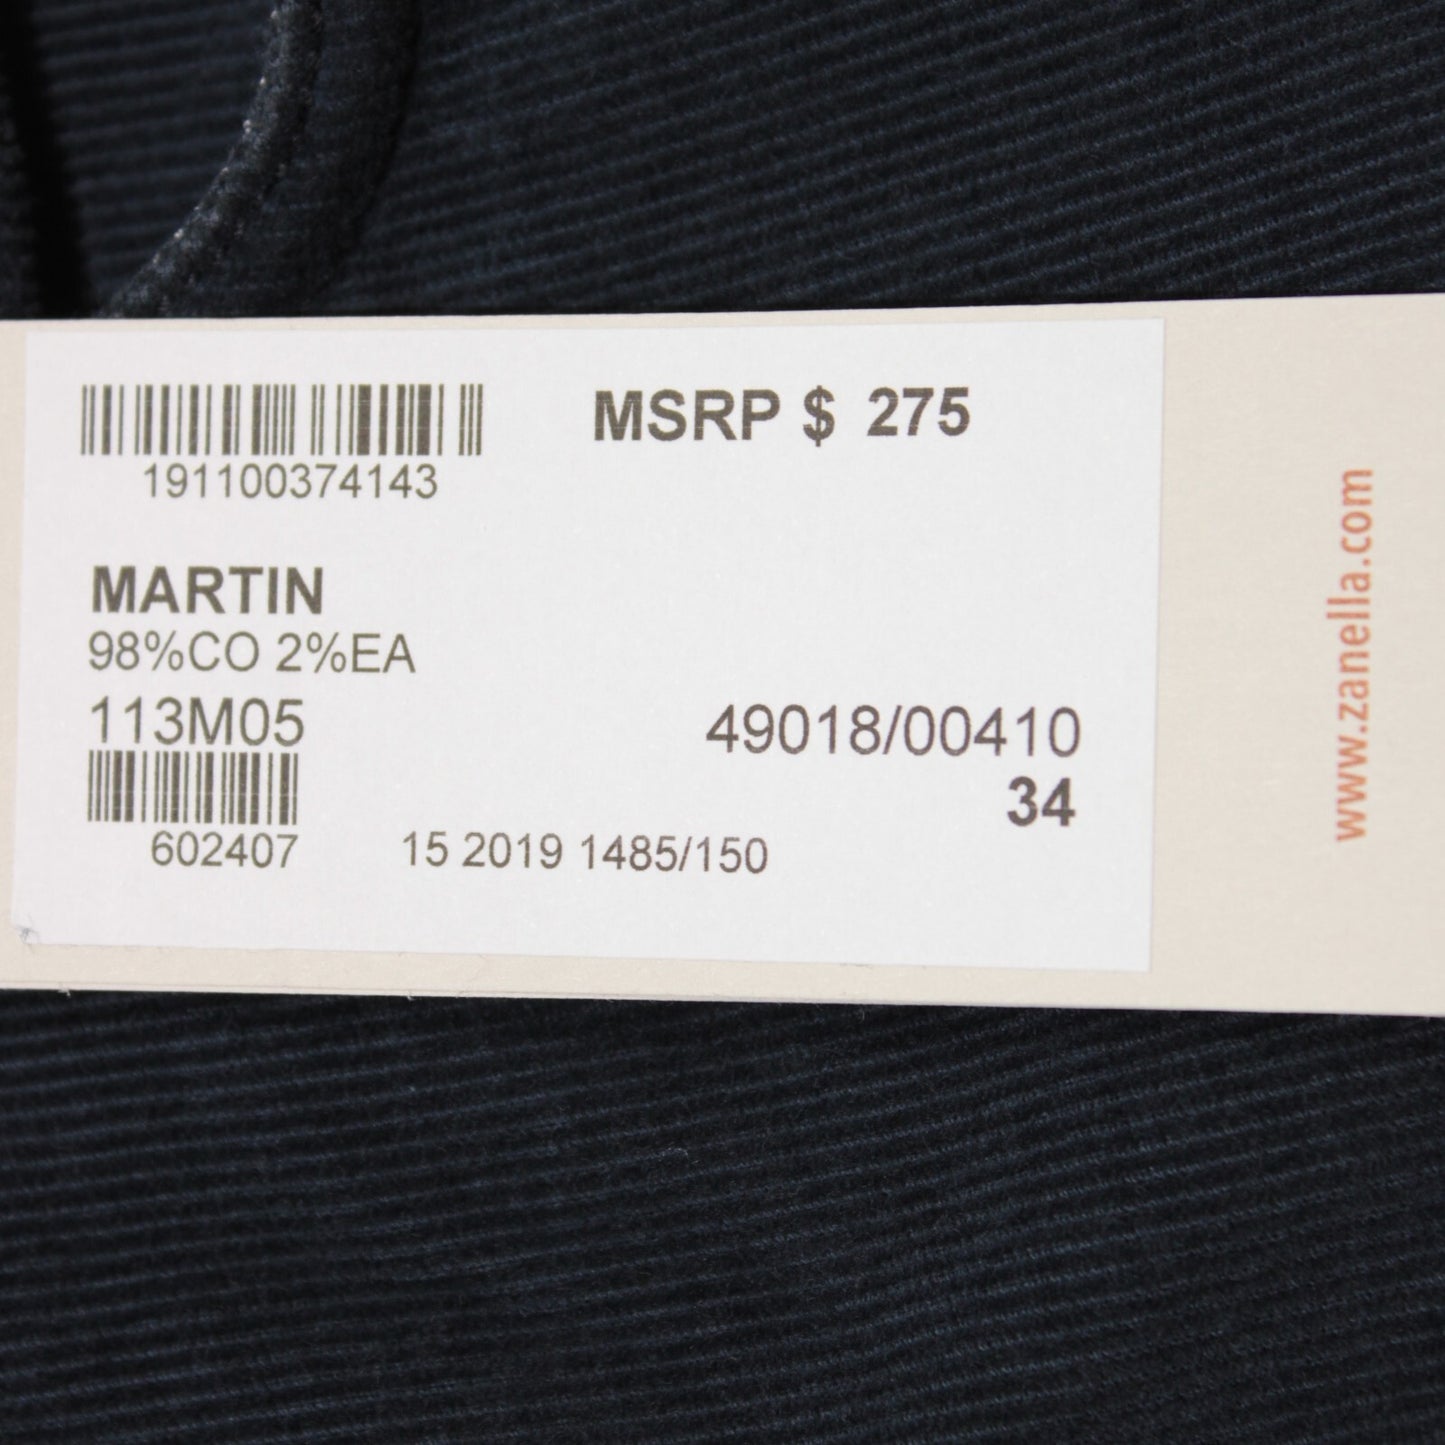 MSRP $ 275
191100374143
MARTIN
98%CO 2%EA
113M05
49018/00410
34
602407
15 2019 1485/150
www.zanella.com